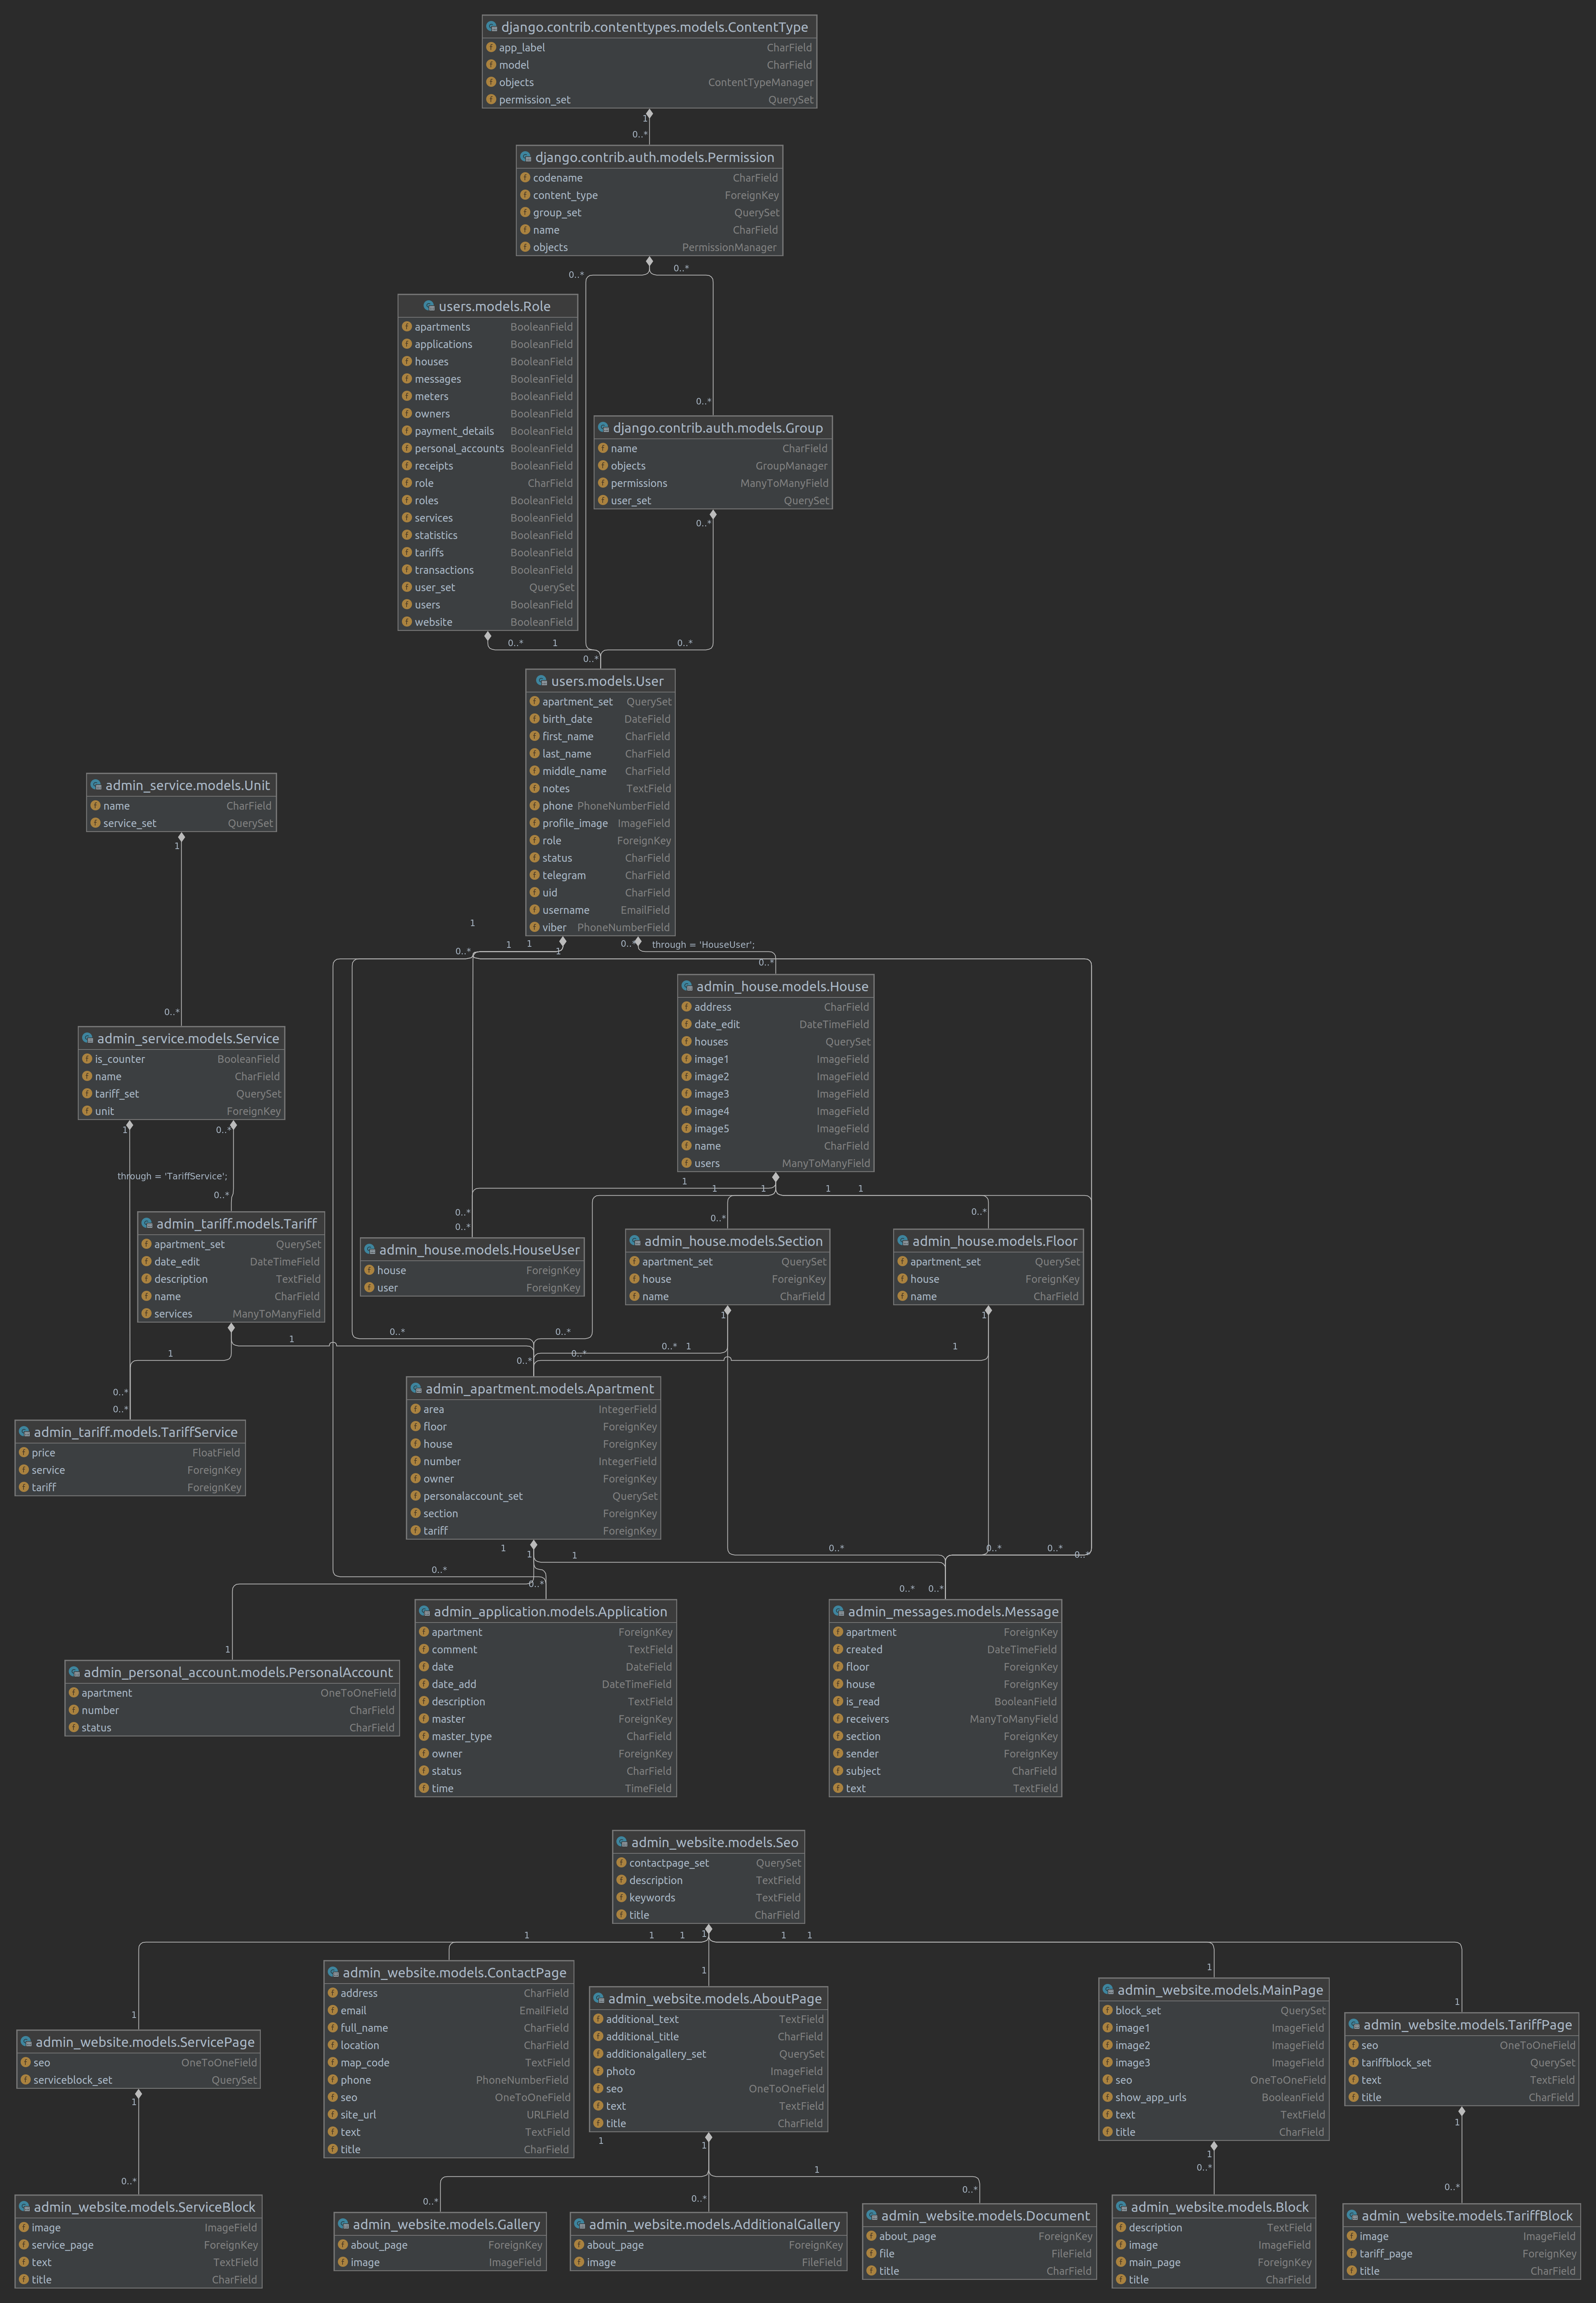 django.contrib.contenttypes.models.ContentType
app_label CharField
model CharField
objects ContentTypeManager
permission_set QuerySet
1
0..*
django.contrib.auth.models.Permission
codename CharField
content_type ForeignKey
group_set QuerySet
name CharField
objects PermissionManager
0..*
0..*
users.models.Role
apartments BooleanField
applications BooleanField
houses BooleanField
messages BooleanField
meters BooleanField
owners BooleanField
payment_details BooleanField
personal_accounts BooleanField
receipts BooleanField
role CharField
roles BooleanField
services BooleanField
statistics BooleanField
tariffs BooleanField
transactions BooleanField
user_set QuerySet
users BooleanField
website BooleanField
0..*
django.contrib.auth.models.Group
name CharField
objects GroupManager
permissions ManyToManyField
user_set QuerySet
0..*
0..* 1 0..*
0..*
users.models.User
apartment_set QuerySet
birth_date DateField
first_name CharField
last_name CharField
middle_name CharField
notes TextField
phone PhoneNumberField
profile_image ImageField
role ForeignKey
status CharField
telegram CharField
uid CharField
username EmailField
viber PhoneNumberField
admin_service.models.Unit
name CharField
service_set QuerySet
1
0..*
1
0..* 1 1 1
0..* through = 'HouseUser';
0..*
admin_house.models.House
address CharField
date_edit DateTimeField
houses QuerySet
image1 ImageField
image2 ImageField
image3 ImageField
image4 ImageField
image5 ImageField
name CharField
users ManyToManyField
admin_service.models.Service
is_counter BooleanField
name CharField
tariff_set QuerySet
unit ForeignKey
1 0..*
through = 'TariffService';
0..*
1
1 1 1 1
0..*
0..*
0..*
0..*
admin_tariff.models.Tariff
apartment_set QuerySet
date_edit DateTimeField
description TextField
name CharField
services ManyToManyField
admin_house.models.HouseUser
house ForeignKey
user ForeignKey
admin_house.models.Section
apartment_set QuerySet
house ForeignKey
name CharField
admin_house.models.Floor
apartment_set QuerySet
house ForeignKey
name CharField
1 1
0..* 0..*
1
0..* 1 1
1 0..*
0..*
0..*
0..*
admin_apartment.models.Apartment
area IntegerField
floor ForeignKey
house ForeignKey
number IntegerField
owner ForeignKey
personalaccount_set QuerySet
section ForeignKey
tariff ForeignKey
admin_tariff.models.TariffService
price FloatField
service ForeignKey
tariff ForeignKey
1 0..* 0..* 0..*
1 1 0..*
0..*
0..*
0..* 0..*
1
admin_application.models.Application
apartment ForeignKey
comment TextField
date DateField
date_add DateTimeField
description TextField
master ForeignKey
master_type CharField
owner ForeignKey
status CharField
time TimeField
admin_messages.models.Message
apartment ForeignKey
created DateTimeField
floor ForeignKey
house ForeignKey
is_read BooleanField
receivers ManyToManyField
section ForeignKey
sender ForeignKey
subject CharField
text TextField
admin_personal_account.models.PersonalAccount
apartment OneToOneField
number CharField
status CharField
admin_website.models.Seo
contactpage_set QuerySet
description TextField
keywords TextField
title CharField
1 1 1 1 1 1
1
1
1
1
admin_website.models.ContactPage
address CharField
email EmailField
full_name CharField
location CharField
map_code TextField
phone PhoneNumberField
seo OneToOneField
site_url URLField
text TextField
title CharField
admin_website.models.AboutPage
additional_text TextField
additional_title CharField
additionalgallery_set QuerySet
photo ImageField
seo OneToOneField
text TextField
title CharField
admin_website.models.MainPage
block_set QuerySet
image1 ImageField
image2 ImageField
image3 ImageField
seo OneToOneField
show_app_urls BooleanField
text TextField
title CharField
admin_website.models.ServicePage
seo OneToOneField
serviceblock_set QuerySet
admin_website.models.TariffPage
seo OneToOneField
tariffblock_set QuerySet
text TextField
title CharField
1
1
1 1
1
1
0..*
0..*
0..*
0..*
0..*
0..*
admin_website.models.ServiceBlock
image ImageField
service_page ForeignKey
text TextField
title CharField
admin_website.models.Gallery
about_page ForeignKey
image ImageField
admin_website.models.AdditionalGallery
about_page ForeignKey
image FileField
admin_website.models.Document
about_page ForeignKey
file FileField
title CharField
admin_website.models.Block
description TextField
image ImageField
main_page ForeignKey
title CharField
admin_website.models.TariffBlock
image ImageField
tariff_page ForeignKey
title CharField